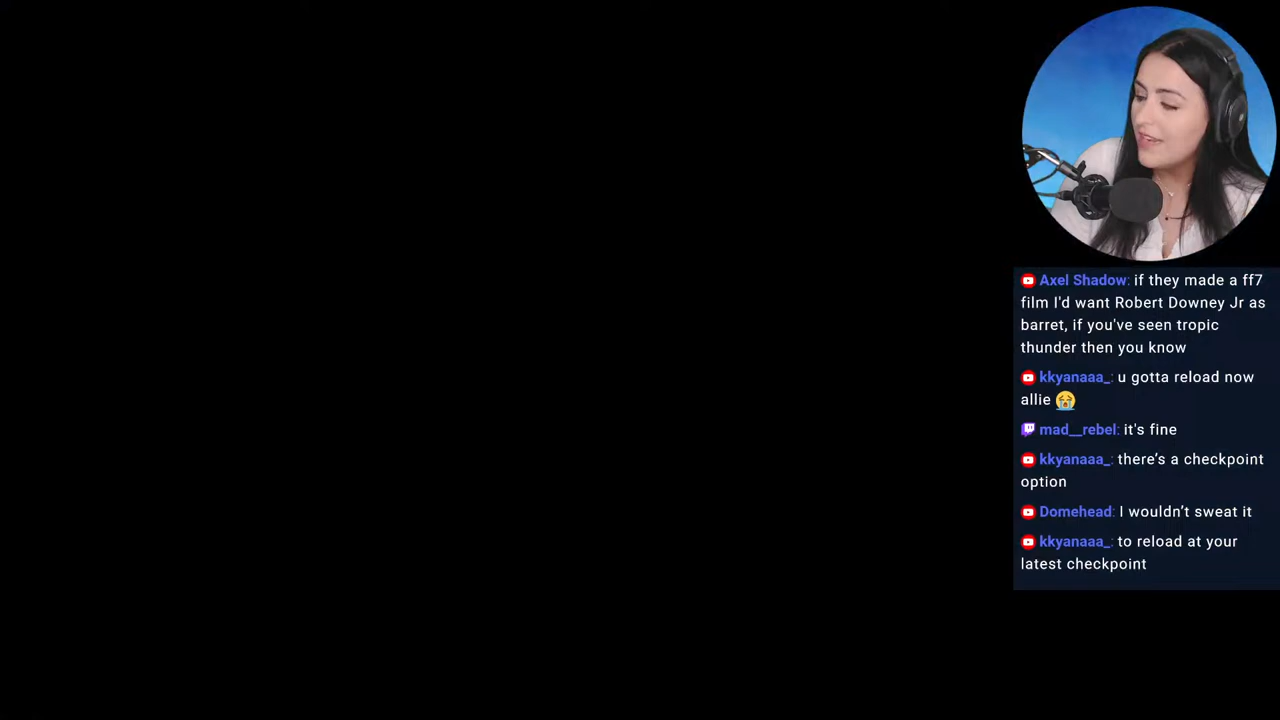 Axel Shadow: if they made a ff7
film I'd want Robert Downey Jr as
barret, if you've seen tropic
thunder then you know
kkyanaaa_: u gotta reload now
allie 😭
mad__rebel: it's fine
kkyanaaa_: there’s a checkpoint
option
Domehead: I wouldn’t sweat it
kkyanaaa_: to reload at your
latest checkpoint